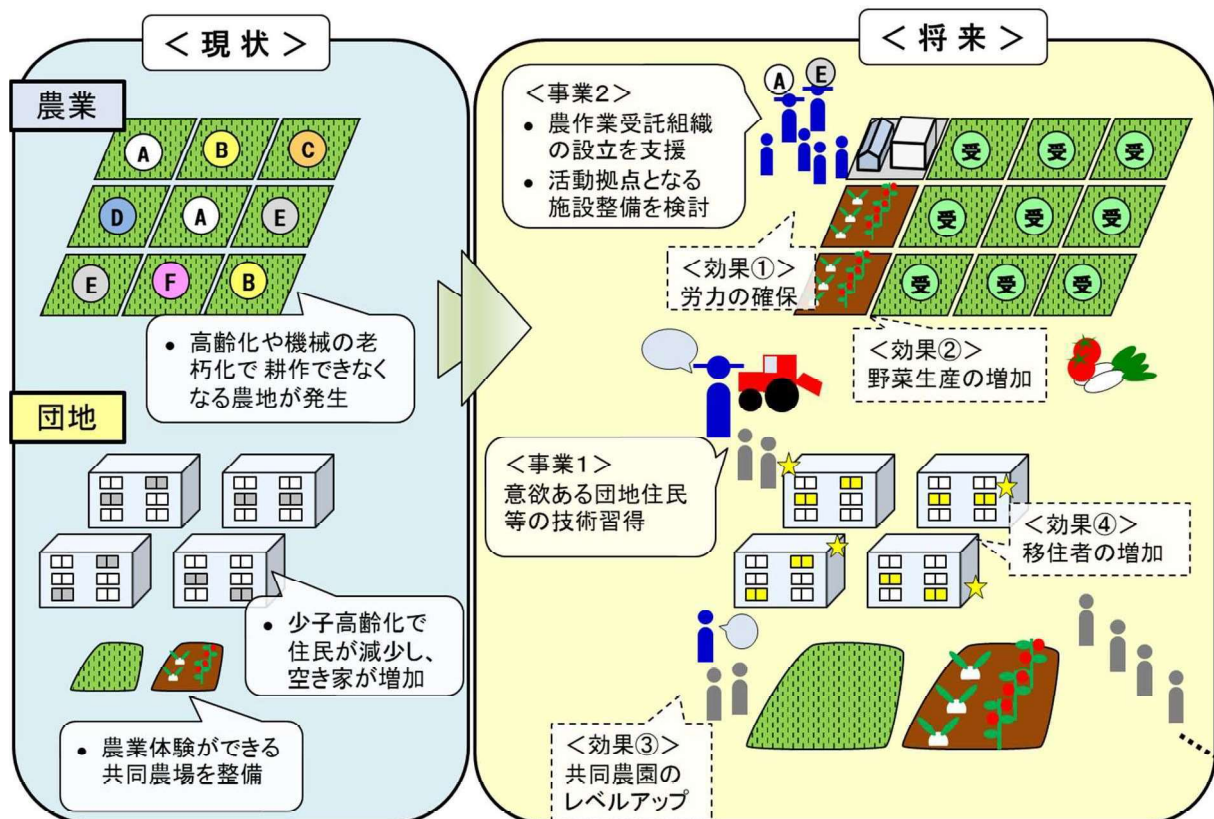 ＜現状＞
農業
A
B
C
D
A
E
E
F
B
• 高齢化や機械の老
朽化で 耕作できなく
なる農地が発生
団地
• 少子高齢化で
住民が減少し、
空き家が増加
• 農業体験ができる
共同農場を整備
＜将来＞
＜事業２＞
• 農作業受託組織
の設立を支援
• 活動拠点となる
施設整備を検討
A
E
受
受
受
受
受
受
受
受
受
＜効果①＞
労力の確保
＜効果②＞
野菜生産の増加
＜事業１＞
意欲ある団地住民
等の技術習得
＜効果④＞
移住者の増加
＜効果③＞
共同農園の
レベルアップ